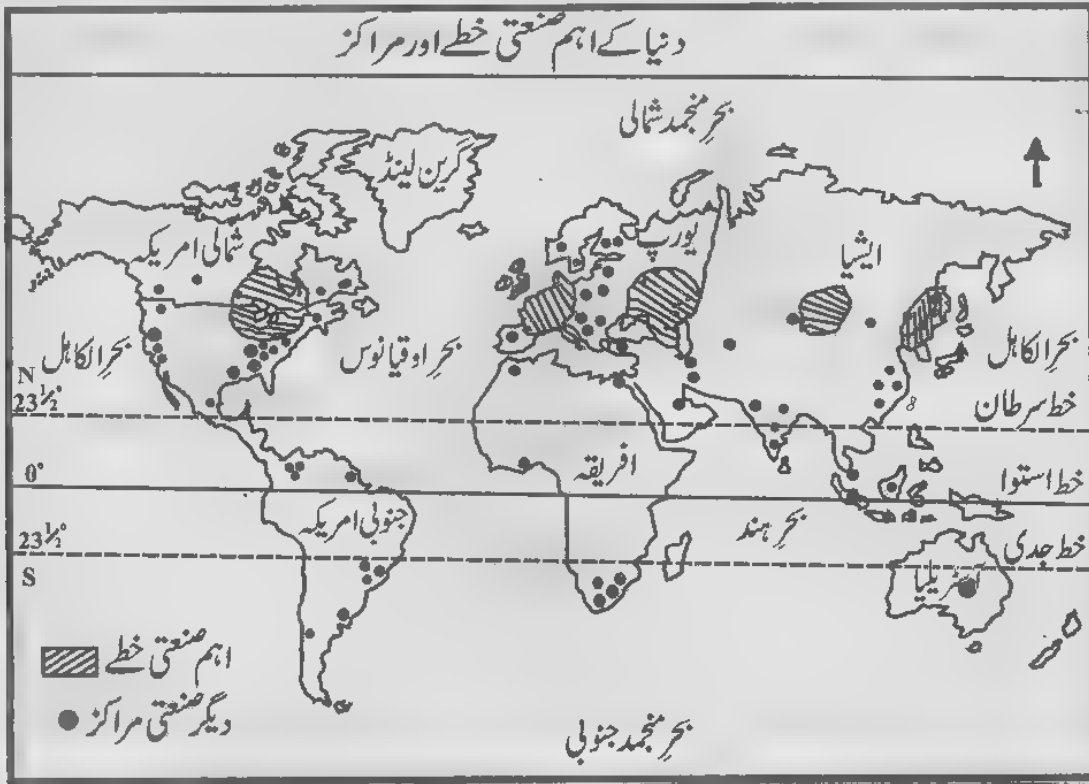 دنیا کے اہم صنعتی خطے اور مراکز
بحرِ منجمد شمالی
گرین لینڈ
شمالی امریکہ
یورپ
ایشیا
بحر الکاہل
بحرِ اوقیانوس
بحر الکاہل
N
23½°
خط سرطان
افریقہ
0°
خط استوا
جنوبی امریکہ
بحرِ ہند
23½°
خط جدی
S
آسٹریلیا
اہم صنعتی خطے
دیگر صنعتی مراکز
بحرِ منجمد جنوبی